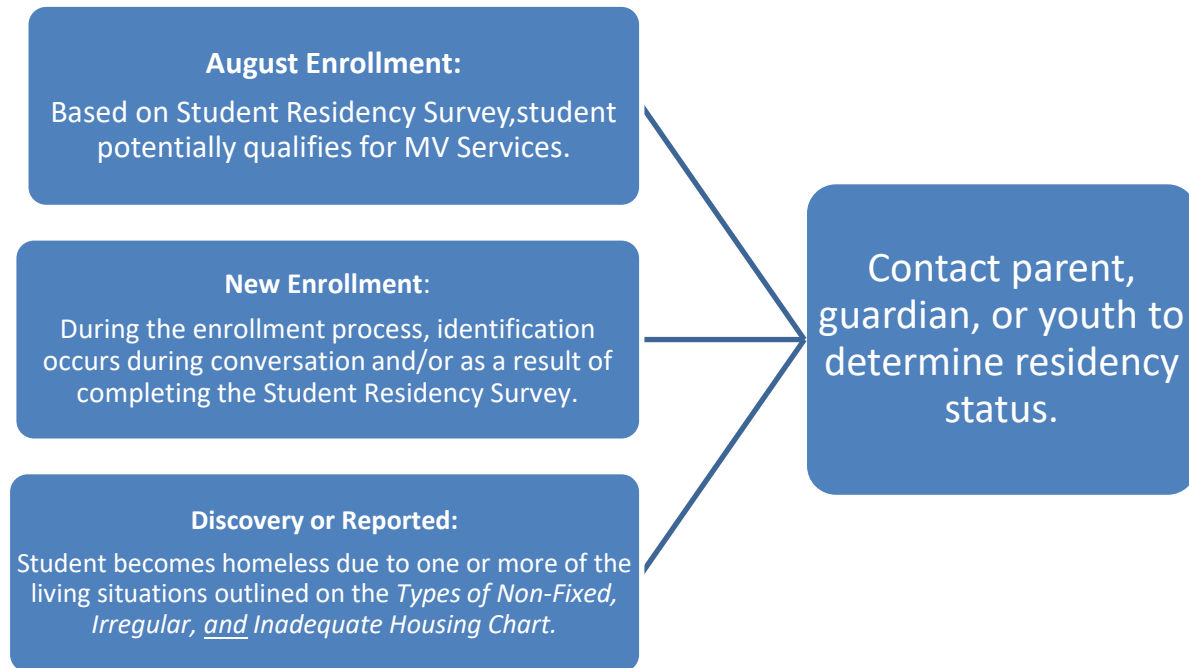 August Enrollment:
Based on Student Residency Survey,student
potentially qualifies for MV Services.
New Enrollment:
During the enrollment process, identification
occurs during conversation and/or as a result of
completing the Student Residency Survey.
Discovery or Reported:
Student becomes homeless due to one or more of the
living situations outlined on the Types of Non-Fixed,
Irregular, and Inadequate Housing Chart.
Contact parent,
guardian, or youth to
determine residency
status.